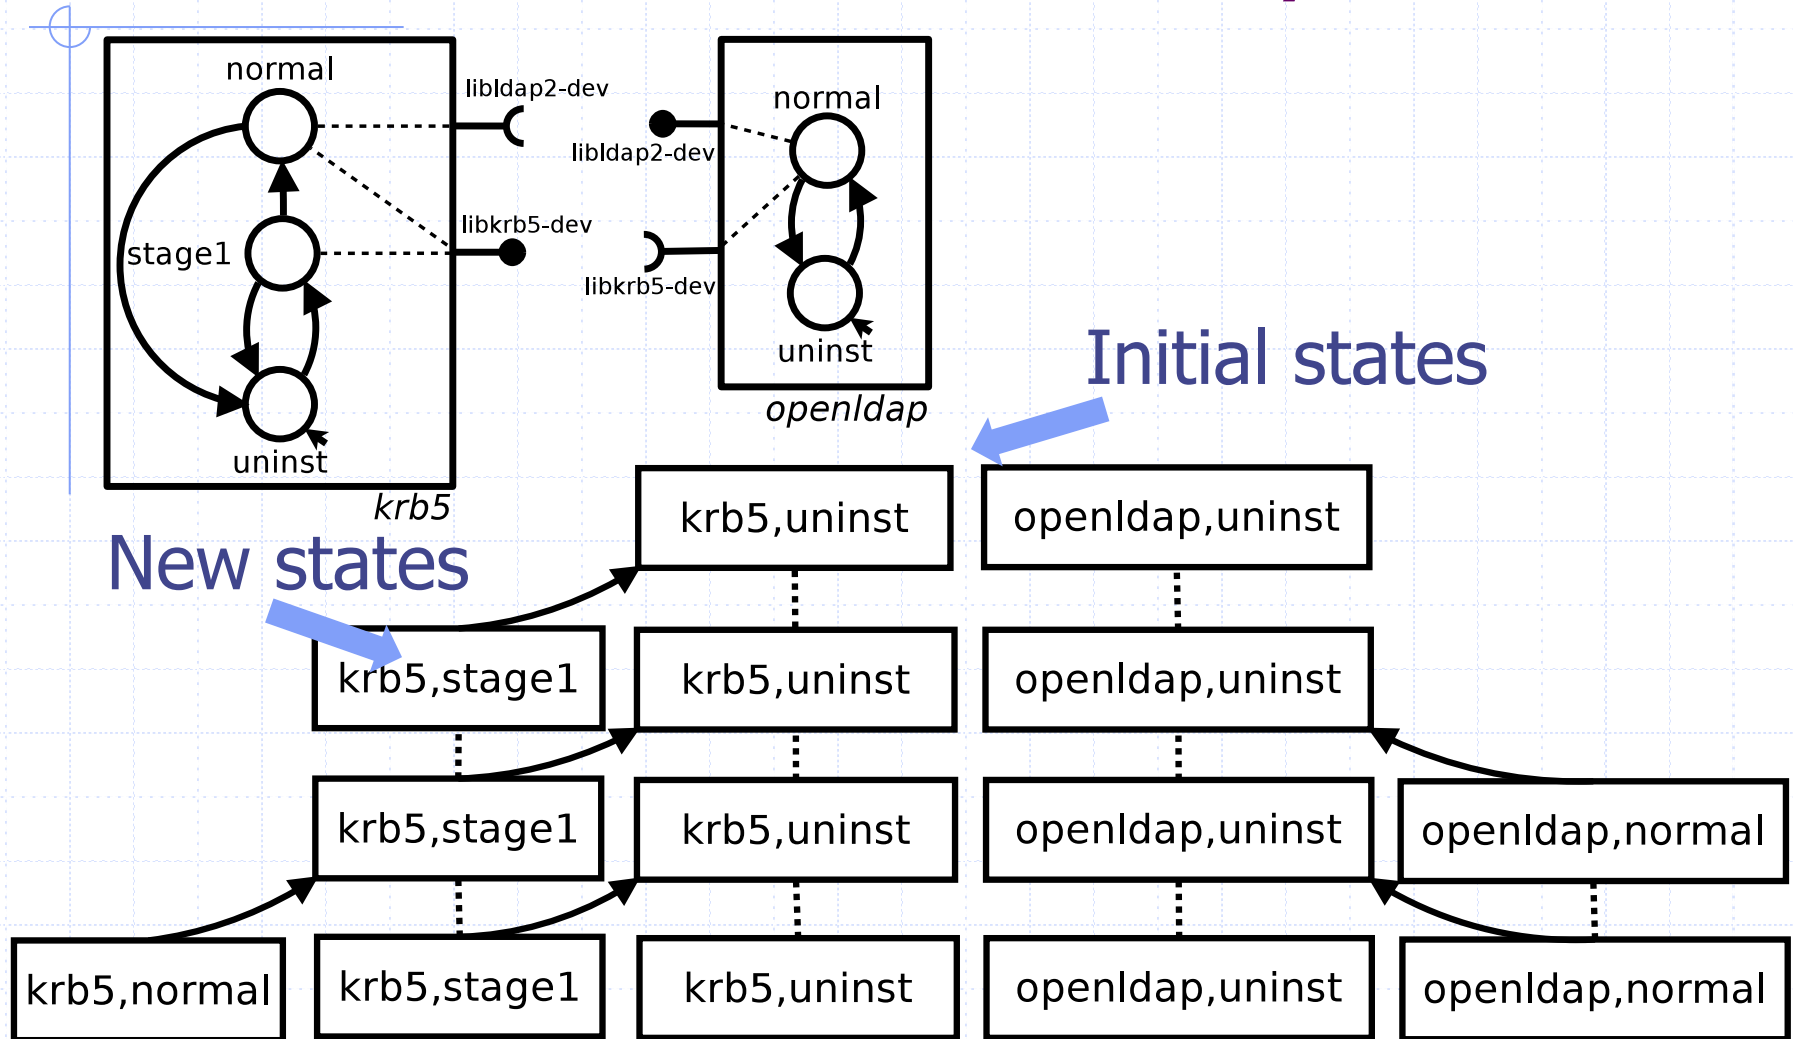 normal
libldap2-dev
stage1
libkrb5-dev
uninst
krb5
normal
libldap2-dev
libkrb5-dev
uninst
openldap
Initial states
New states
krb5,uninst
openldap,uninst
krb5,stage1
krb5,uninst
openldap,uninst
krb5,stage1
krb5,uninst
openldap,uninst
openldap,normal
krb5,normal
krb5,stage1
krb5,uninst
openldap,uninst
openldap,normal